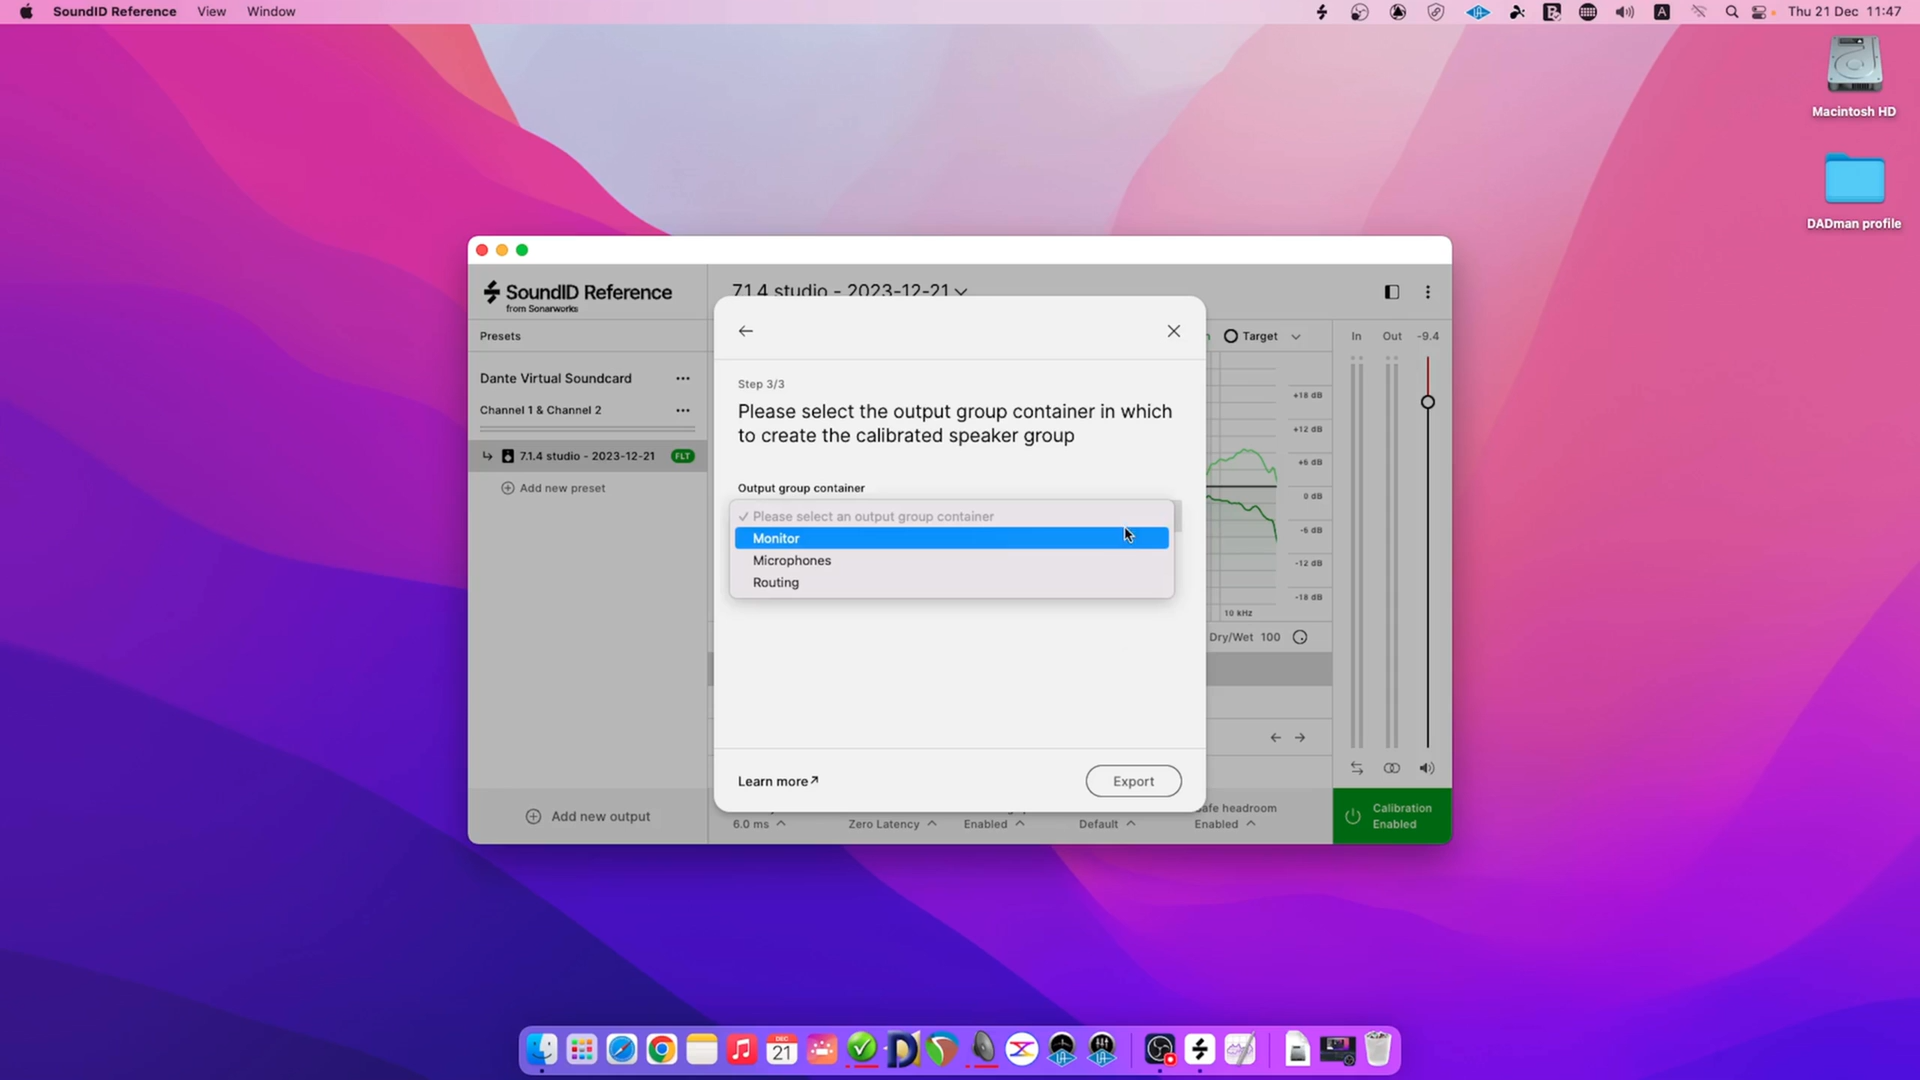 SoundID Reference View Window
Thu 21 Dec 11:47
Macintosh HD
DADman profile
SoundID Reference
from Sonarworks
7.1.4 studio - 2023-12-21
Presets
Target
In Out -9.4
Dante Virtual Soundcard
Channel 1 & Channel 2
7.1.4 studio - 2023-12-21 FLT
Add new preset
Step 3/3
Please select the output group container in which
to create the calibrated speaker group
Output group container
✓ Please select an output group container
Monitor
Microphones
Routing
+18 dB
+12 dB
+6 dB
0 dB
-6 dB
-12 dB
-18 dB
10 kHz
Dry/Wet 100
Learn more
Export
Add new output
6.0 ms
Zero Latency
Enabled
Default
afe headroom
Enabled
Calibration
Enabled
DEC
21